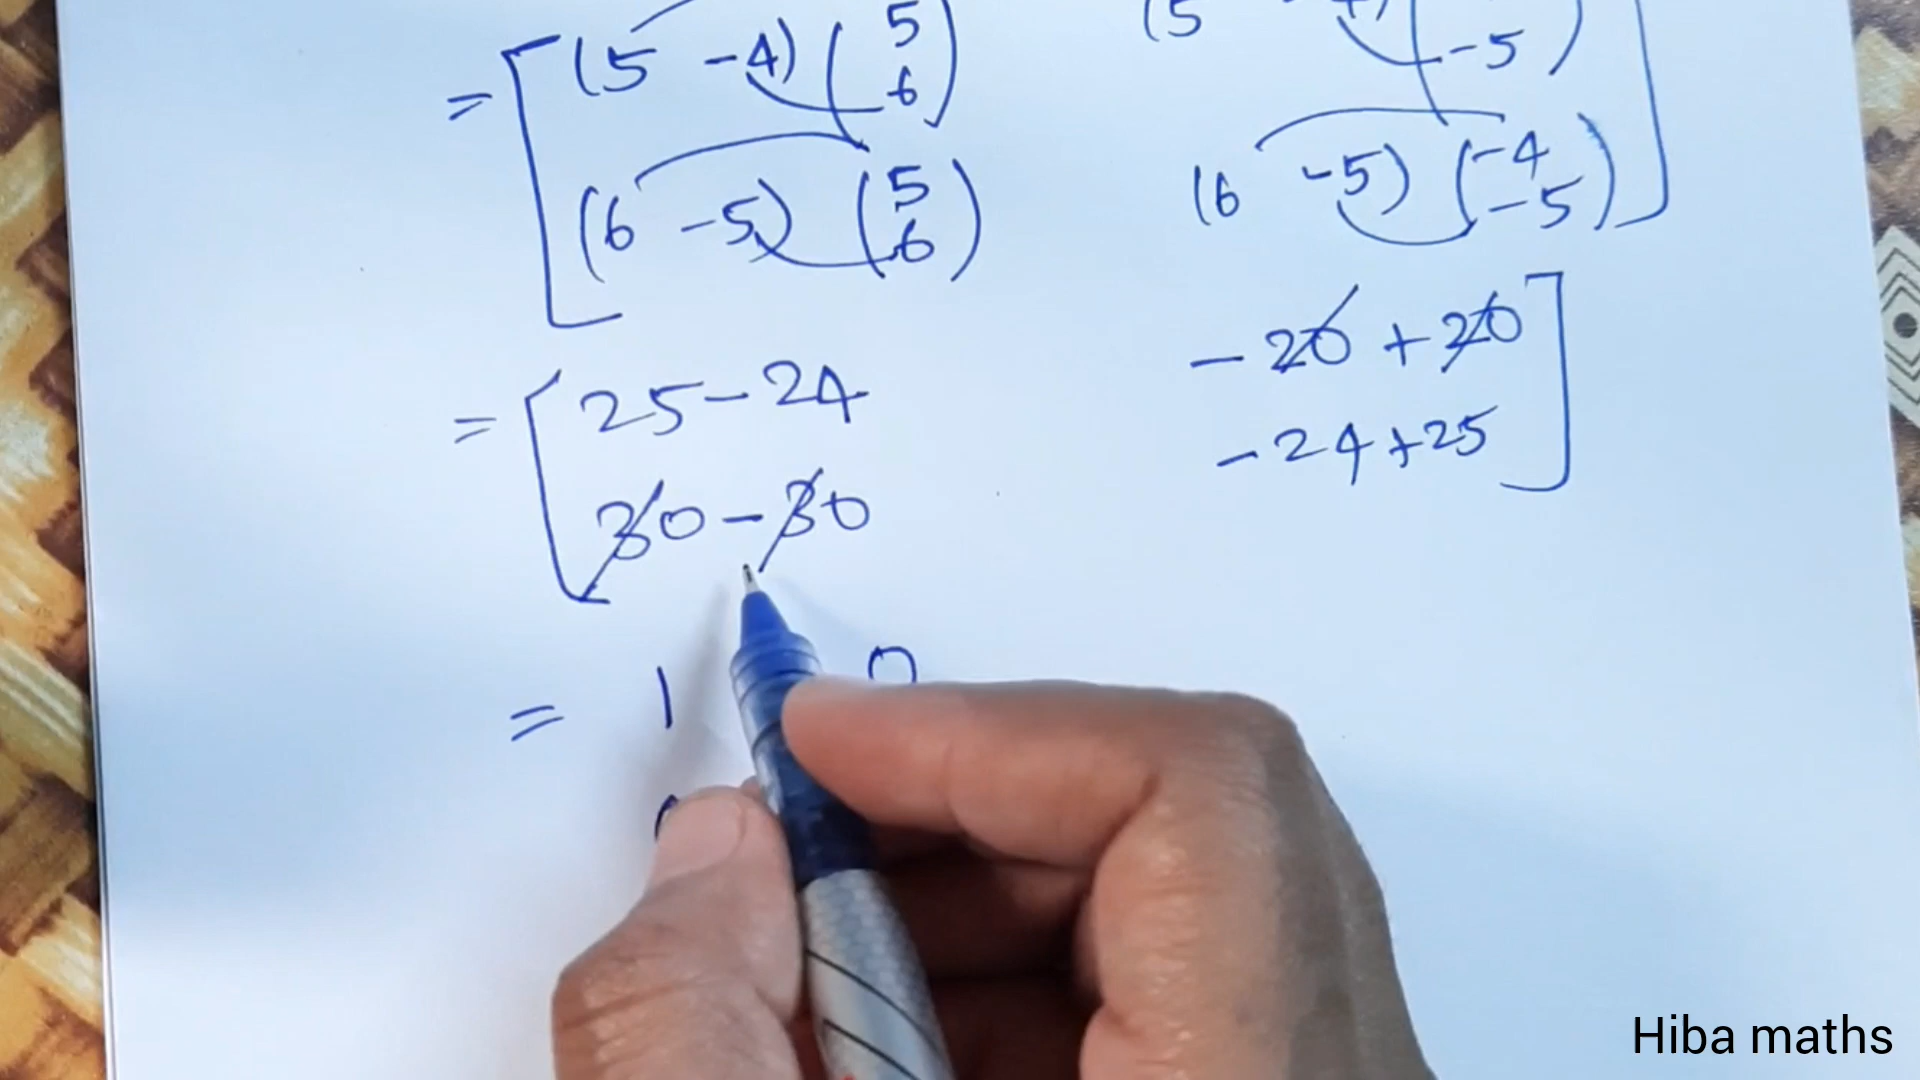 = [ (5 -4) ( 5 6 ) (5 -5 ) ]
(6 -5) ( 5 6 ) (6 -5) ( -4 -5 )
= [ 25 - 24 - 20 + 20 ]
30 - 30 - 24 + 25
= 1 0
Hiba maths